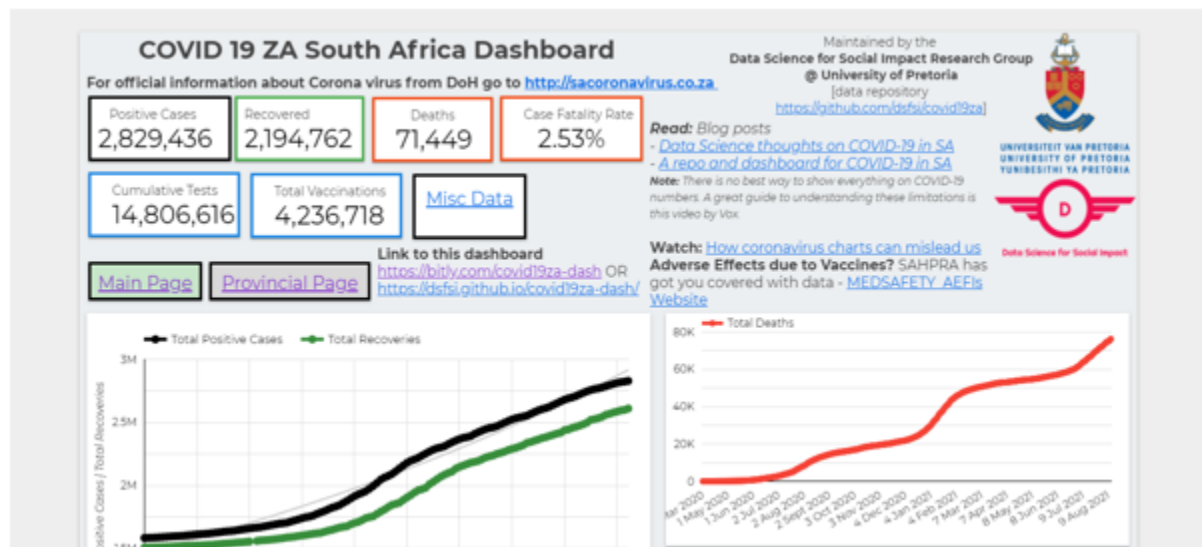 COVID 19 ZA South Africa Dashboard
For official information about Corona virus from DoH go to http://sacoronavirus.co.za
Maintained by the
Data Science for Social Impact Research Group
@ University of Pretoria
[data repository
https://github.com/dsfsi/covid19za]
Positive Cases
2,829,436
Recovered
2,194,762
Deaths
71,449
Case Fatality Rate
2.53%
Cumulative Tests
14,806,616
Total Vaccinations
4,236,718
Misc Data
Read: Blog posts
- Data Science thoughts on COVID-19 in SA
- A repo and dashboard for COVID-19 in SA
Note: There is no best way to show everything on COVID-19
numbers. A great guide to understanding these limitations is
this video by Vox.
UNIVERSITEIT VAN PRETORIA
UNIVERSITY OF PRETORIA
YUNIBESITHI YA PRETORIA
D
Data Science for Social Impact
Main Page
Provincial Page
Link to this dashboard
https://bitly.com/covid19za-dash OR
https://dsfsi.github.io/covid19za-dash/
Watch: How coronavirus charts can mislead us
Adverse Effects due to Vaccines? SAHPRA has
got you covered with data - MEDSAFETY AEFIs
Website
Total Positive Cases
Total Recoveries
3M
2.5M
2M
1.5M
ositive Cases / Total Recoveries
Total Deaths
80K
60K
40K
20K
0
ar 2020
1 May 2020
1 Jun 2020
2 Jul 2020
2 Aug 2020
2 Sept 2020
3 Oct 2020
3 Nov 2020
4 Dec 2020
4 Jan 2021
4 Feb 2021
7 Mar 2021
7 Apr 2021
8 May 2021
8 Jun 2021
9 Jul 2021
9 Aug 2021